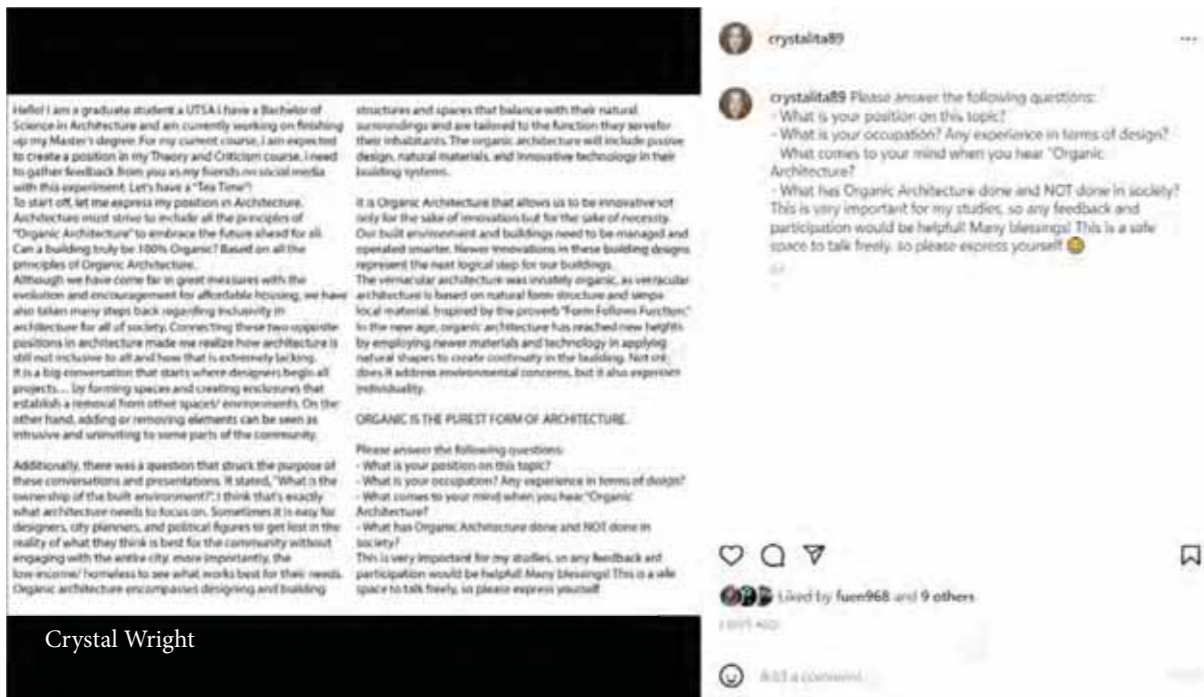 Hello! I am a graduate student a UTSA I have a Bachelor of
Science in Architecture and am currently working on finishing
up my Master's degree. For my current course, I am expected
to create a position in my Theory and Criticism course. I need
to gather feedback from you as my friends on social media
with this experiment. Let's have a "Tea Time"!
To start off, let me express my position in Architecture.
Architecture must strive to include all the principles of
"Organic Architecture" to embrace the future ahead for all.
Can a building truly be 100% Organic? Based on all the
principles of Organic Architecture.
Although we have come far in great measures with the
evolution and encouragement for affordable housing, we have
also taken many steps back regarding inclusivity in
architecture for all of society. Connecting these two opposite
positions in architecture made me realize how architecture is
still not inclusive to all and how that is extremely lacking.
It is a big conversation that starts where designers begin all
projects... by forming spaces and creating enclosures that
establish a removal from other spaces/ environments. On the
other hand, adding or removing elements can be seen as
intrusive and uninviting to some parts of the community.
Additionally, there was a question that struck the purpose of
these conversations and presentations. It stated, "What is the
ownership of the built environment?". I think that's exactly
what architecture needs to focus on. Sometimes it is easy for
designers, city planners, and political figures to get lost in the
reality of what they think is best for the community without
engaging with the entire city, more importantly, the
low-income/ homeless to see what works best for their needs.
Organic architecture encompasses designing and building
structures and spaces that balance with their natural
surroundings and are tailored to the function they servefor
their inhabitants. The organic architecture will include passive
design, natural materials, and innovative technology in their
building systems.
It is Organic Architecture that allows us to be innovative not
only for the sake of innovation but for the sake of necessity.
Our built environment and buildings need to be managed and
operated smarter. Newer innovations in these building designs
represent the next logical step for our buildings.
The vernacular architecture was innately organic, as vernacular
architecture is based on natural form structure and
local material. Inspired by the proverb "Form Follows Function."
In the new age, organic architecture has reached new heights
by employing newer materials and technology in applying
natural shapes to create continuity in the building. Not
does it address environmental concerns, but it also expresses
individuality.
ORGANIC IS THE PUREST FORM OF ARCHITECTURE.
Please answer the following questions:
- What is your position on this topic?
- What is your occupation? Any experience in terms of design?
- What comes to your mind when you hear "Organic
Architecture?
- What has Organic Architecture done and NOT done in
society?
This is very important for my studies, so any feedback and
participation would be helpful! Many blessings! This is a safe
space to talk freely, so please express yourself
Crystal Wright
crystalita89
crystalita89 Please answer the following questions:
- What is your position on this topic?
- What is your occupation? Any experience in terms of design?
What comes to your mind when you hear "Organic
Architecture?
- What has Organic Architecture done and NOT done in society?
This is very important for my studies, so any feedback and
participation would be helpful! Many blessings! This is a safe
space to talk freely, so please express yourself
Liked by fuen968 and 9 others
Add a comment